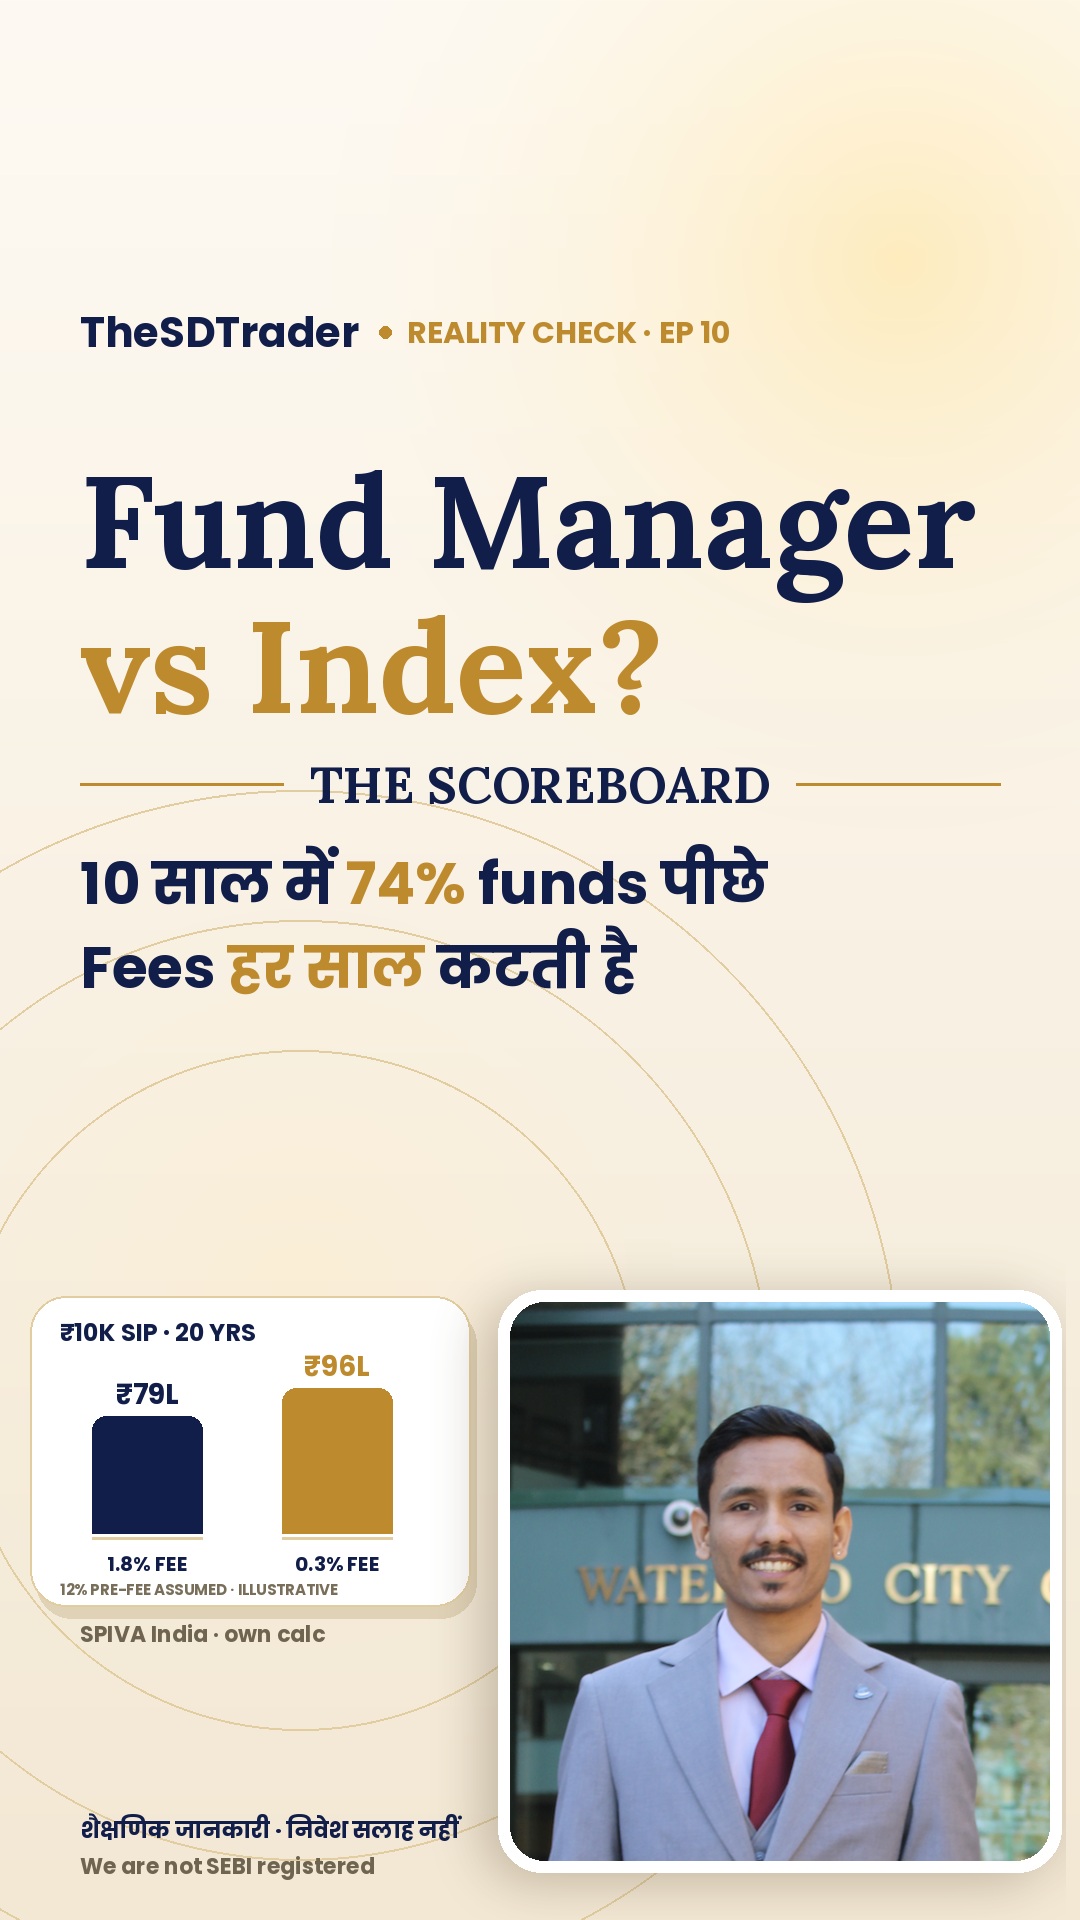 TheSDTrader • REALITY CHECK · EP 10
Fund Manager
vs Index?
THE SCOREBOARD
10 साल में 74% funds पीछे
Fees हर साल कटती है
₹10K SIP · 20 YRS
₹79L
₹96L
1.8% FEE
0.3% FEE
12% PRE-FEE ASSUMED · ILLUSTRATIVE
SPIVA India · own calc
CITY
शैक्षणिक जानकारी · निवेश सलाह नहीं
We are not SEBI registered